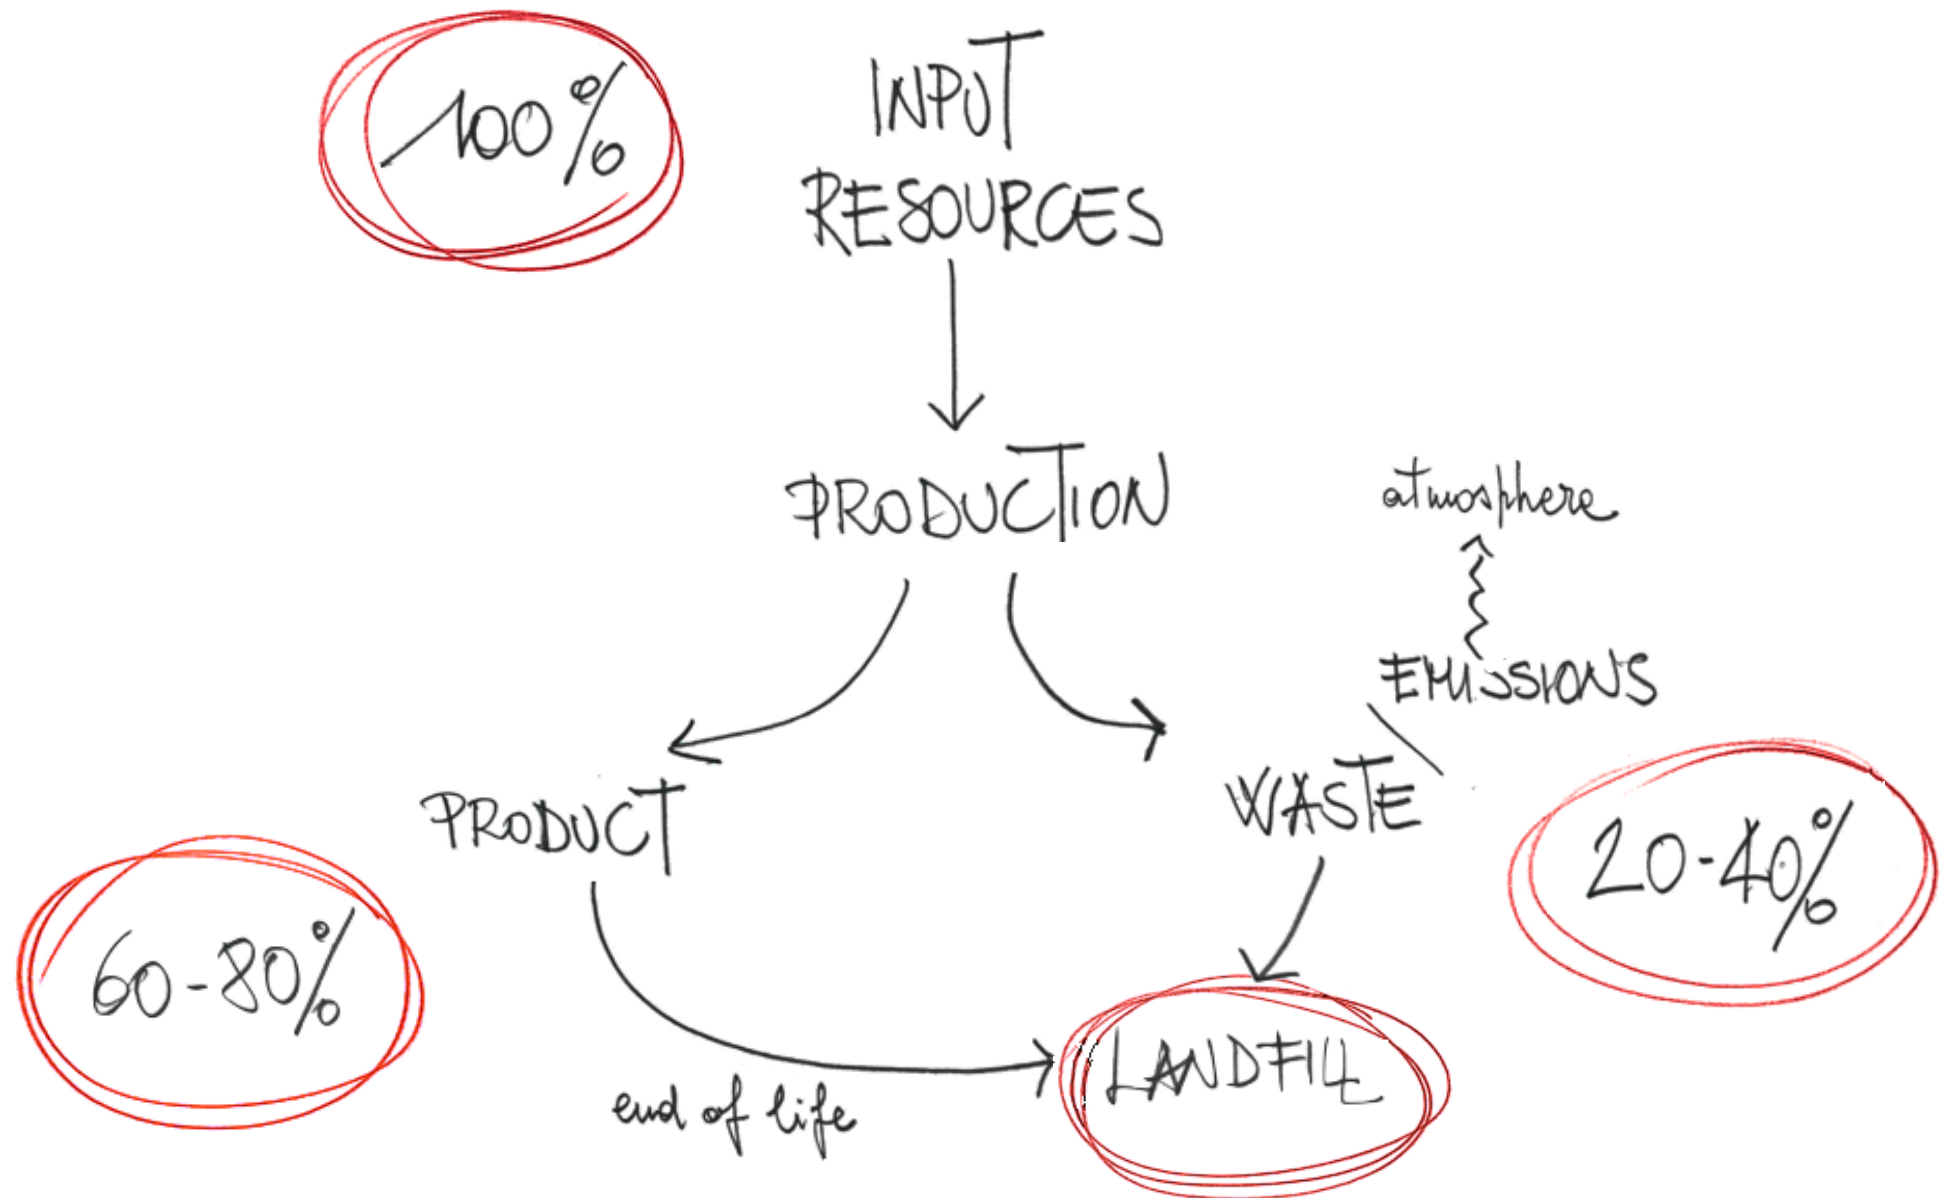 100%
INPUT
RESOURCES
PRODUCTION
atmosphere
EMISSIONS
PRODUCT
WASTE
20-40%
60-80%
LANDFILL
end of life